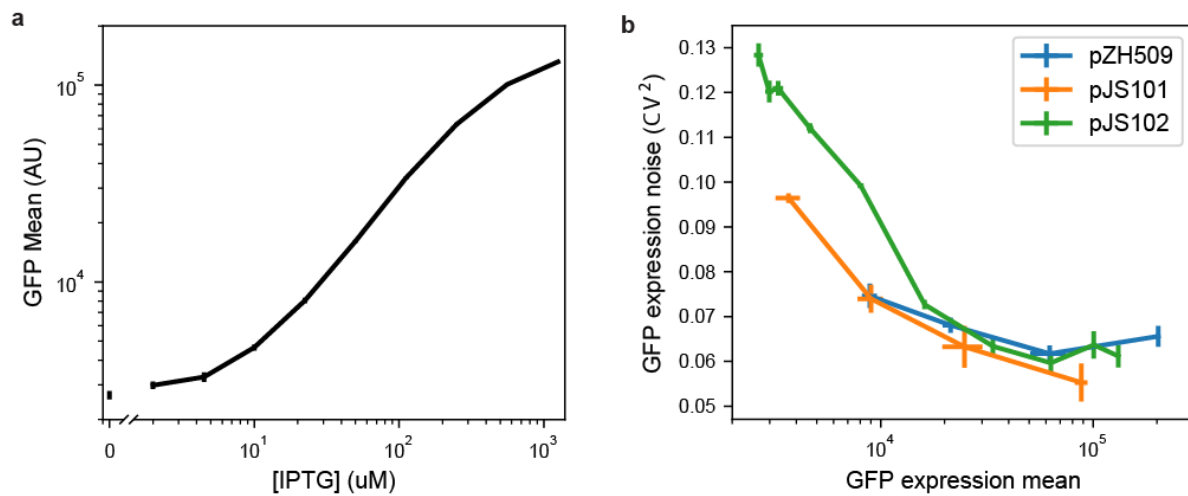 a
GFP Mean (AU)
10^5
10^4
0
10^1
10^2
10^3
[IPTG] (uM)
b
GFP expression noise (CV^2)
0.13
0.12
0.11
0.10
0.09
0.08
0.07
0.06
0.05
10^4
10^5
GFP expression mean
pZH509
pJS101
pJS102